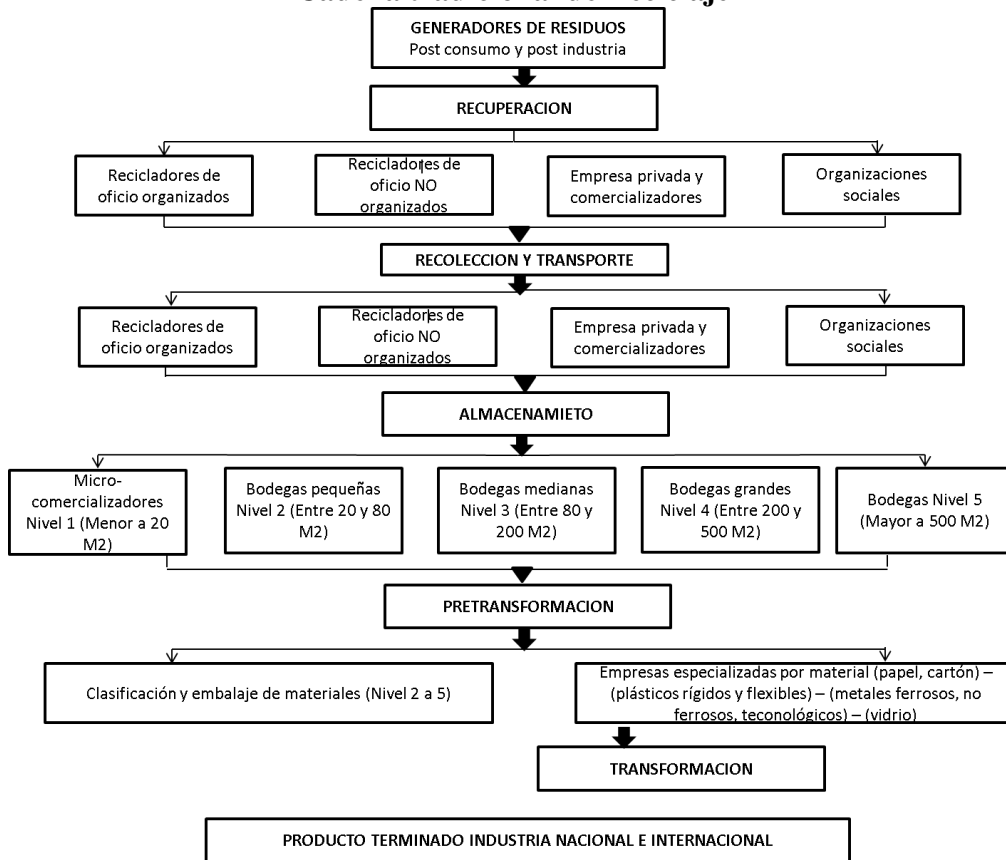 GENERADORES DE RESIDUOS
Post consumo y post industria
RECUPERACION
Recicladores de
oficio organizados
Recicladores de
oficio NO
organizados
Empresa privada y
comercializadores
Organizaciones
sociales
RECOLECCION Y TRANSPORTE
Recicladores de
oficio organizados
Recicladores de
oficio NO
organizados
Empresa privada y
comercializadores
Organizaciones
sociales
ALMACENAMIETO
Micro-
comercializadores
Nivel 1 (Menor a 20
M2)
Bodegas pequeñas
Nivel 2 (Entre 20 y 80
M2)
Bodegas medianas
Nivel 3 (Entre 80 y
200 M2)
Bodegas grandes
Nivel 4 (Entre 200 y
500 M2)
Bodegas Nivel 5
(Mayor a 500 M2)
PRETRANSFORMACION
Clasificación y embalaje de materiales (Nivel 2 a 5)
Empresas especializadas por material (papel, cartón) –
(plásticos rígidos y flexibles) – (metales ferrosos, no
ferrosos, teconológicos) – (vidrio)
TRANSFORMACION
PRODUCTO TERMINADO INDUSTRIA NACIONAL E INTERNACIONAL